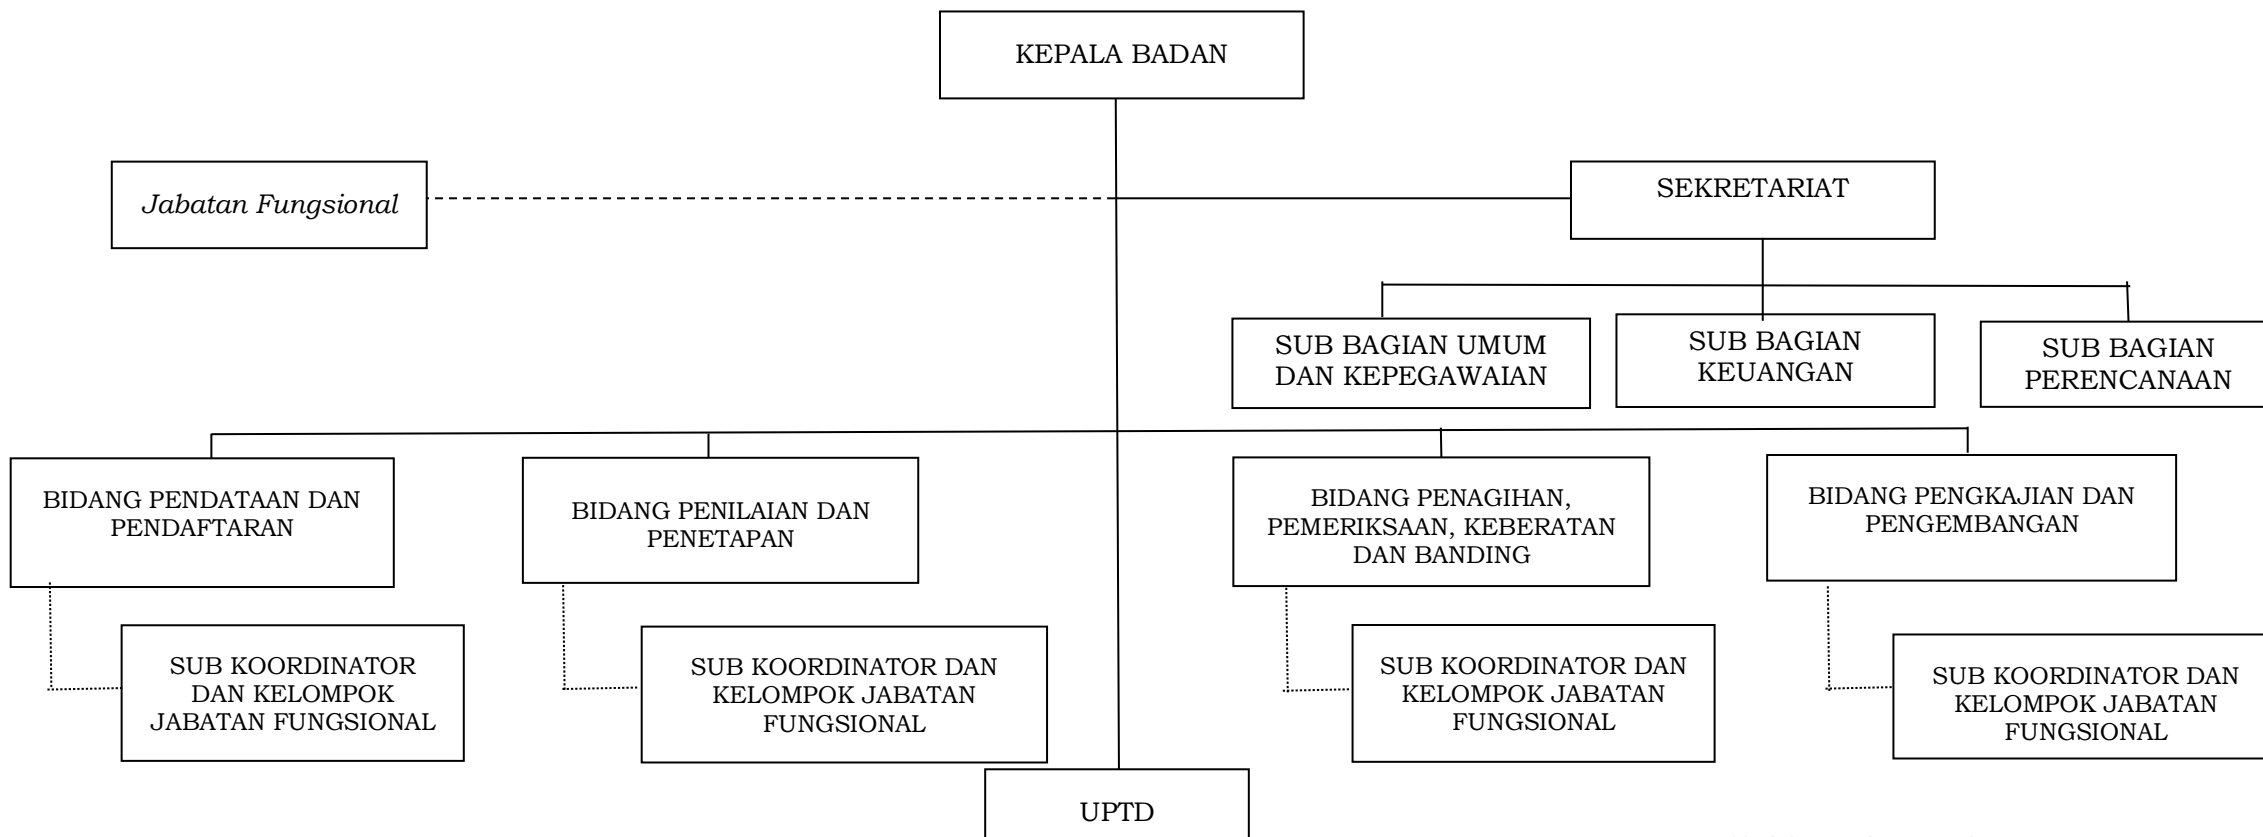 KEPALA BADAN
Jabatan Fungsional
SEKRETARIAT
SUB BAGIAN UMUM
DAN KEPEGAWAIAN
SUB BAGIAN
KEUANGAN
SUB BAGIAN
PERENCANAAN
BIDANG PENDATAAN DAN
PENDAFTARAN
BIDANG PENILAIAN DAN
PENETAPAN
BIDANG PENAGIHAN,
PEMERIKSAAN, KEBERATAN
DAN BANDING
BIDANG PENGKAJIAN DAN
PENGEMBANGAN
SUB KOORDINATOR
DAN KELOMPOK
JABATAN FUNGSIONAL
SUB KOORDINATOR DAN
KELOMPOK JABATAN
FUNGSIONAL
SUB KOORDINATOR DAN
KELOMPOK JABATAN
FUNGSIONAL
SUB KOORDINATOR DAN
KELOMPOK JABATAN
FUNGSIONAL
UPTD